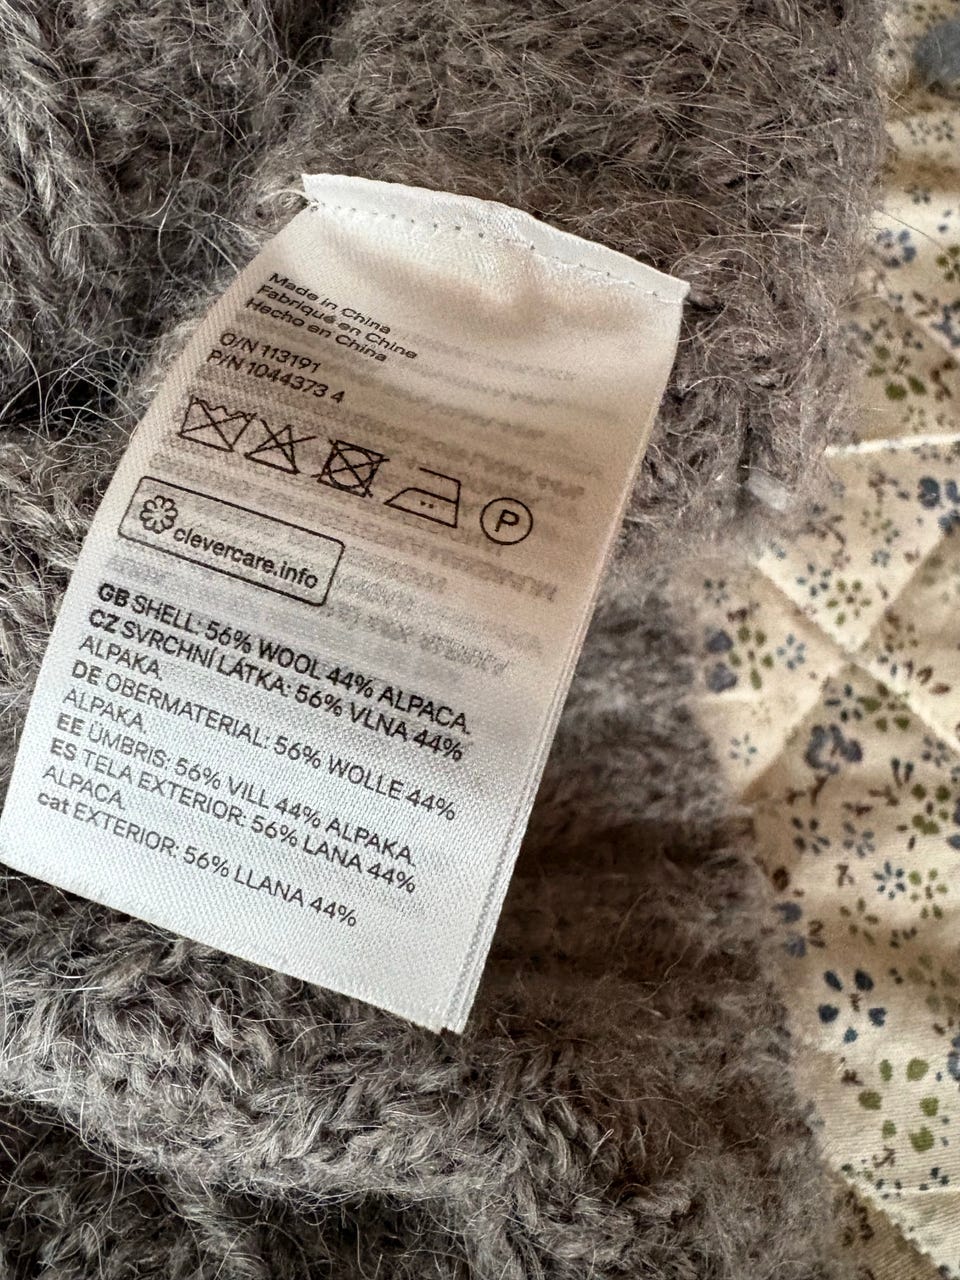 Made in China
Fabriqué en Chine
Hecho en China
O/N 113191
P/N 1044373 4
P
clevercare.info
GB SHELL: 56% WOOL 44% ALPACA.
CZ SVRCHNÍ LÁTKA: 56% VLNA 44%
ALPAKA.
DE OBERMATERIAL: 56% WOLLE 44%
ALPAKA.
EE ÜMBRIS: 56% VILL 44% ALPAKA.
ES TELA EXTERIOR: 56% LANA 44%
ALPACA.
cat EXTERIOR: 56% LLANA 44%